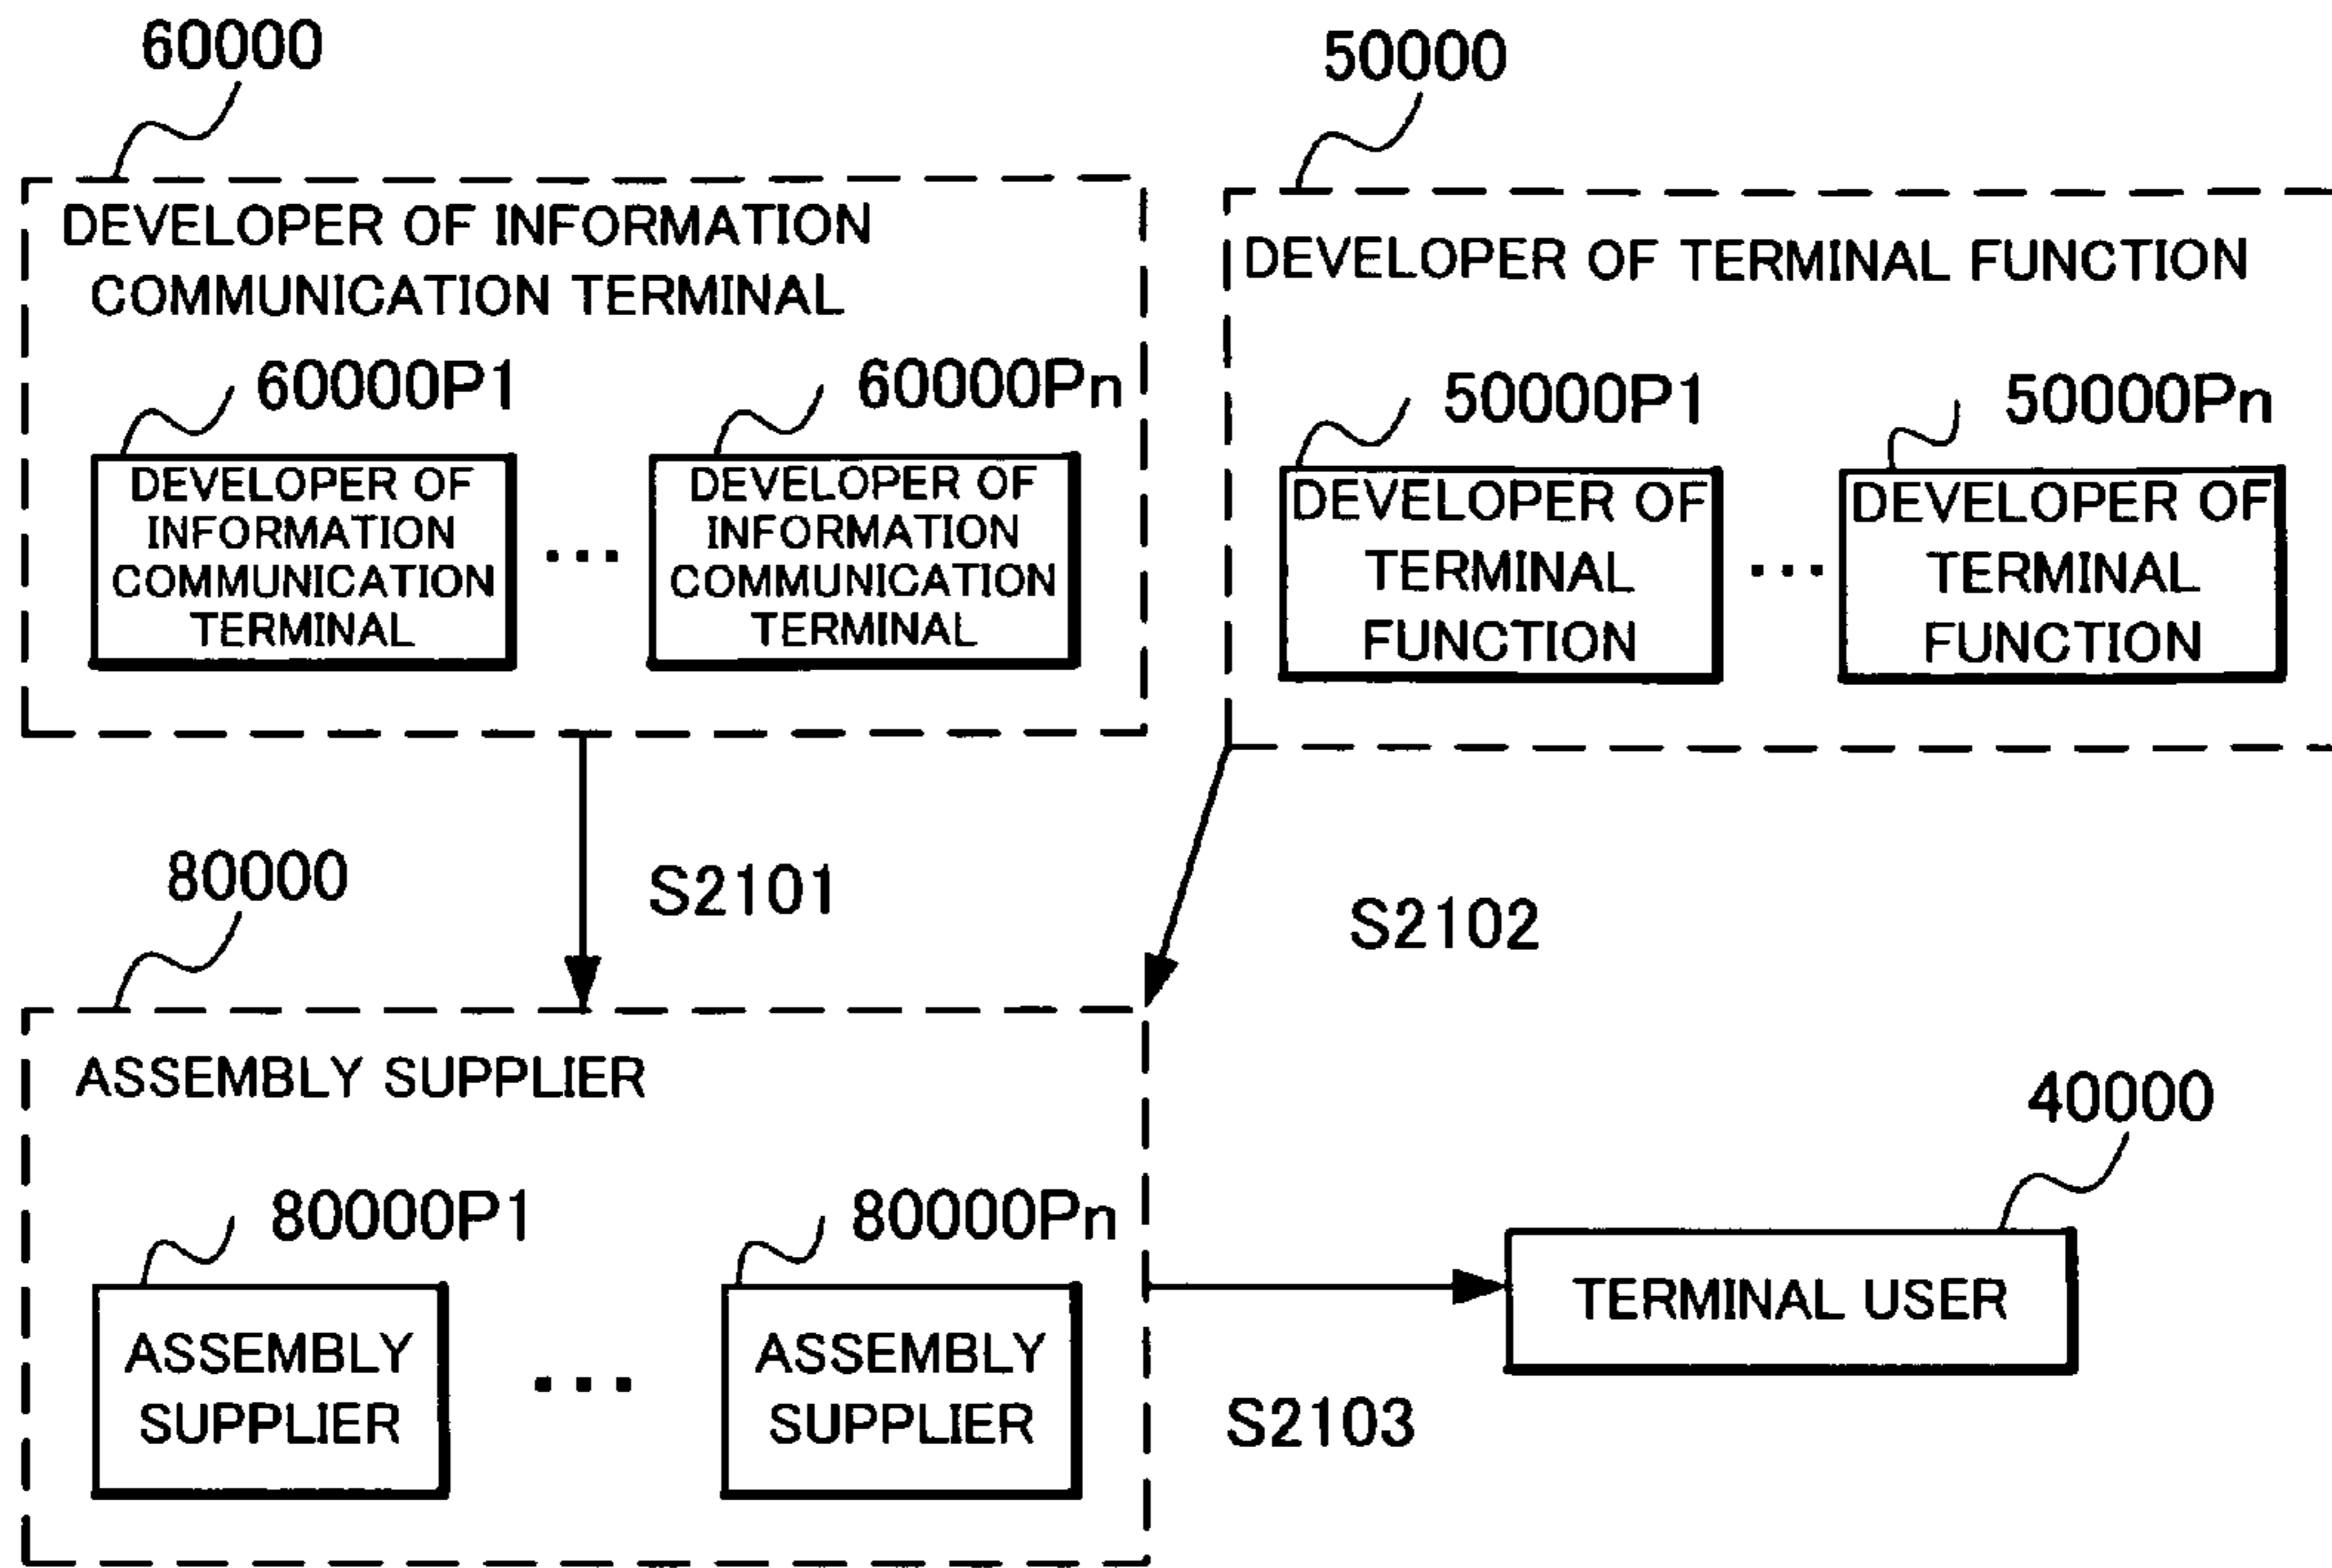 60000
50000
DEVELOPER OF INFORMATION
COMMUNICATION TERMINAL
DEVELOPER OF TERMINAL FUNCTION
60000P1
60000Pn
50000P1
50000Pn
DEVELOPER OF
INFORMATION
COMMUNICATION
TERMINAL
...
DEVELOPER OF
INFORMATION
COMMUNICATION
TERMINAL
DEVELOPER OF
TERMINAL
FUNCTION
...
DEVELOPER OF
TERMINAL
FUNCTION
80000
S2101
S2102
ASSEMBLY SUPPLIER
40000
80000P1
80000Pn
ASSEMBLY
SUPPLIER
...
ASSEMBLY
SUPPLIER
TERMINAL USER
S2103